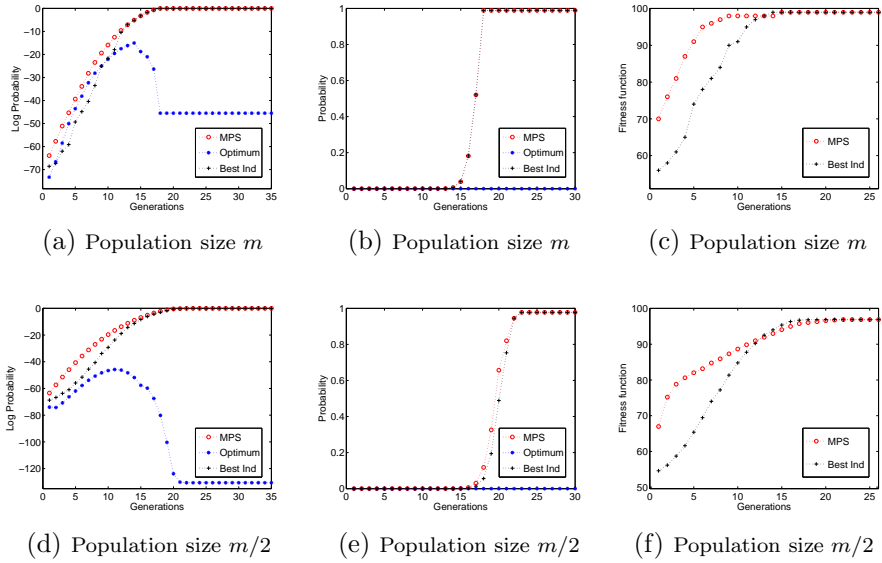 0
−10
−20
−30
−40
−50
−60
−70
Log Probability
0 5 10 15 20 25 30 35
Generations
MPS
Optimum
Best Ind
(a) Population size m
1
0.8
0.6
0.4
0.2
0
Probability
0 5 10 15 20 25 30
Generations
MPS
Optimum
Best Ind
(b) Population size m
100
90
80
70
60
Fitness function
0 5 10 15 20 25
Generations
MPS
Best Ind
(c) Population size m
0
−20
−40
−60
−80
−100
−120
Log Probability
0 5 10 15 20 25 30 35
Generations
MPS
Optimum
Best Ind
(d) Population size m/2
1
0.8
0.6
0.4
0.2
0
Probability
0 5 10 15 20 25 30
Generations
MPS
Optimum
Best Ind
(e) Population size m/2
100
90
80
70
60
50
Fitness function
0 5 10 15 20 25
Generations
MPS
Best Ind
(f) Population size m/2